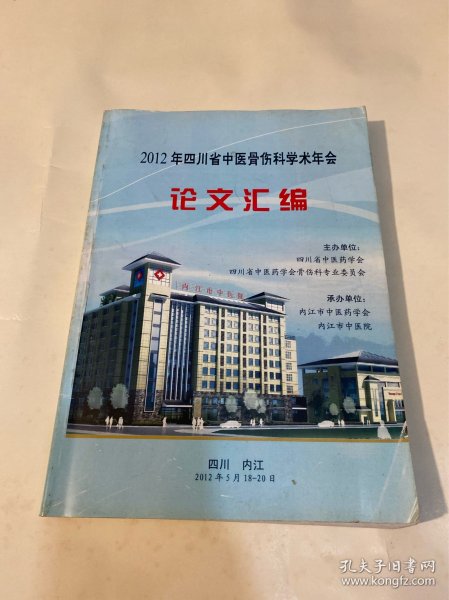 2012年四川省中医骨伤科学术年会
论文汇编
主办单位：
四川省中医药学会
四川省中医药学会骨伤科专业委员会
承办单位：
内江市中医药学会
内江市中医院
内江市中医院
四川 内江
2012年5月18-20日
孔夫子旧书网
www.kongfz.com